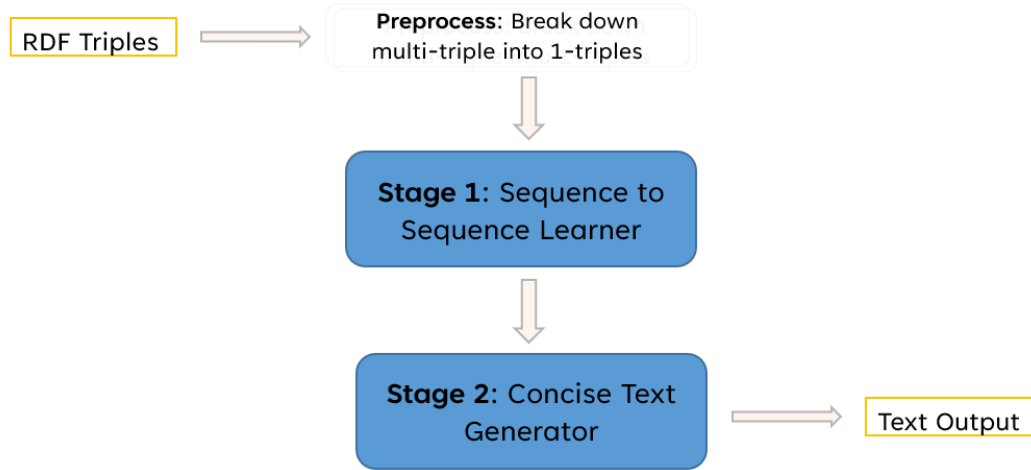 RDF Triples
Preprocess: Break down
multi-triple into 1-triples
Stage 1: Sequence to
Sequence Learner
Stage 2: Concise Text
Generator
Text Output